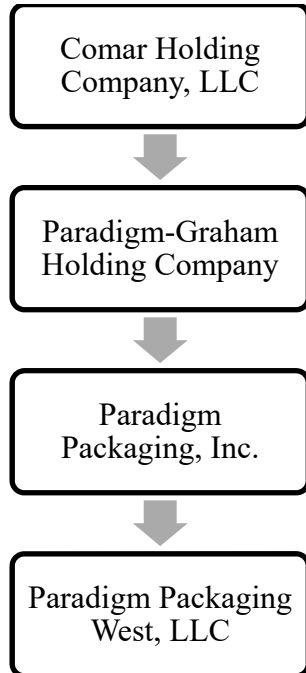 Comar Holding
Company, LLC
Paradigm-Graham
Holding Company
Paradigm
Packaging, Inc.
Paradigm Packaging
West, LLC